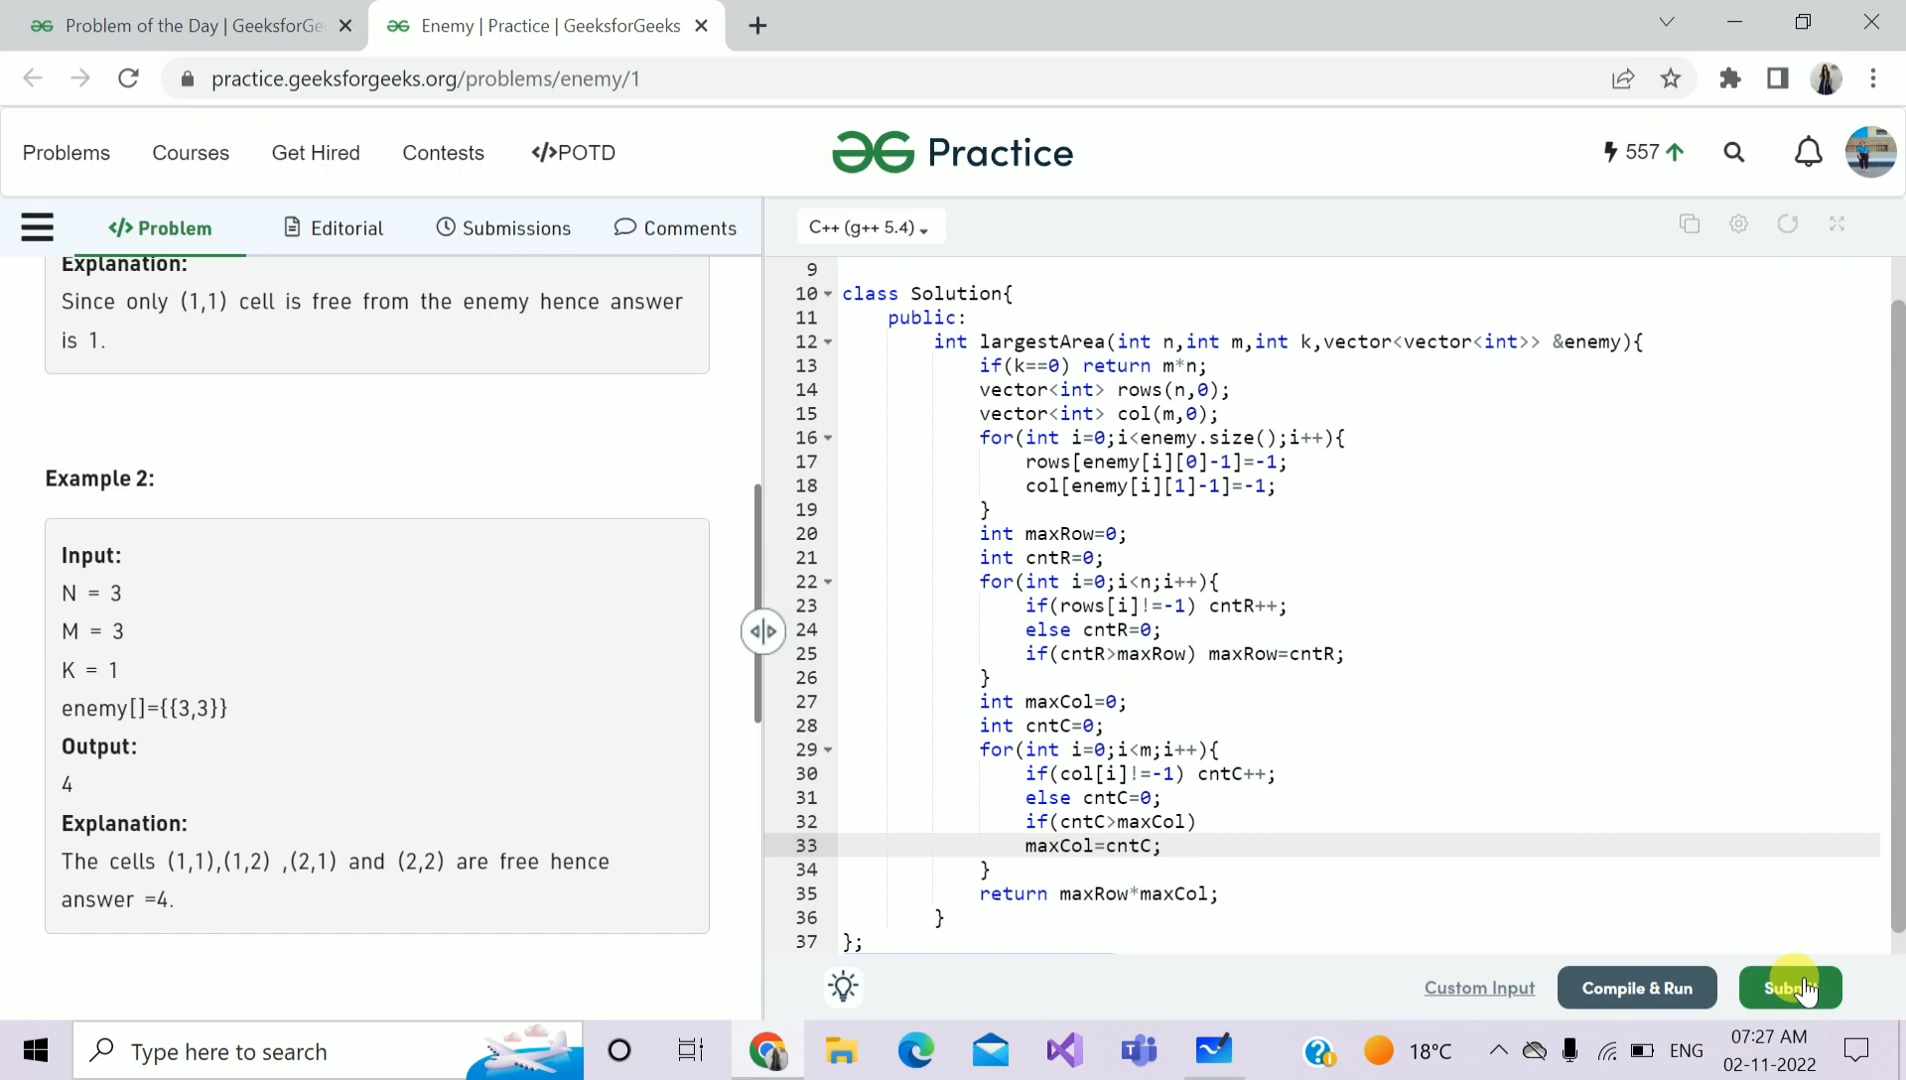 Problem of the Day | GeeksforGe
Enemy | Practice | GeeksforGeeks
practice.geeksforgeeks.org/problems/enemy/1
Problems
Courses
Get Hired
Contests
</>POTD
Practice
557
</> Problem
Editorial
Submissions
Comments
C++ (g++ 5.4)
Explanation:
Since only (1,1) cell is free from the enemy hence answer
is 1.
Example 2:
Input:
N = 3
M = 3
K = 1
enemy[]={{3,3}}
Output:
4
Explanation:
The cells (1,1),(1,2) ,(2,1) and (2,2) are free hence
answer =4.
9
10 class Solution{
11 public:
12 int largestArea(int n,int m,int k,vector<vector<int>> &enemy){
13 if(k==0) return m*n;
14 vector<int> rows(n,0);
15 vector<int> col(m,0);
16 for(int i=0;i<enemy.size();i++){
17 rows[enemy[i][0]-1]=-1;
18 col[enemy[i][1]-1]=-1;
19 }
20 int maxRow=0;
21 int cntR=0;
22 for(int i=0;i<n;i++){
23 if(rows[i]!=-1) cntR++;
24 else cntR=0;
25 if(cntR>maxRow) maxRow=cntR;
26 }
27 int maxCol=0;
28 int cntC=0;
29 for(int i=0;i<m;i++){
30 if(col[i]!=-1) cntC++;
31 else cntC=0;
32 if(cntC>maxCol)
33 maxCol=cntC;
34 }
35 return maxRow*maxCol;
36 }
37 };
Custom Input
Compile & Run
Type here to search
18°C
ENG
07:27 AM
02-11-2022